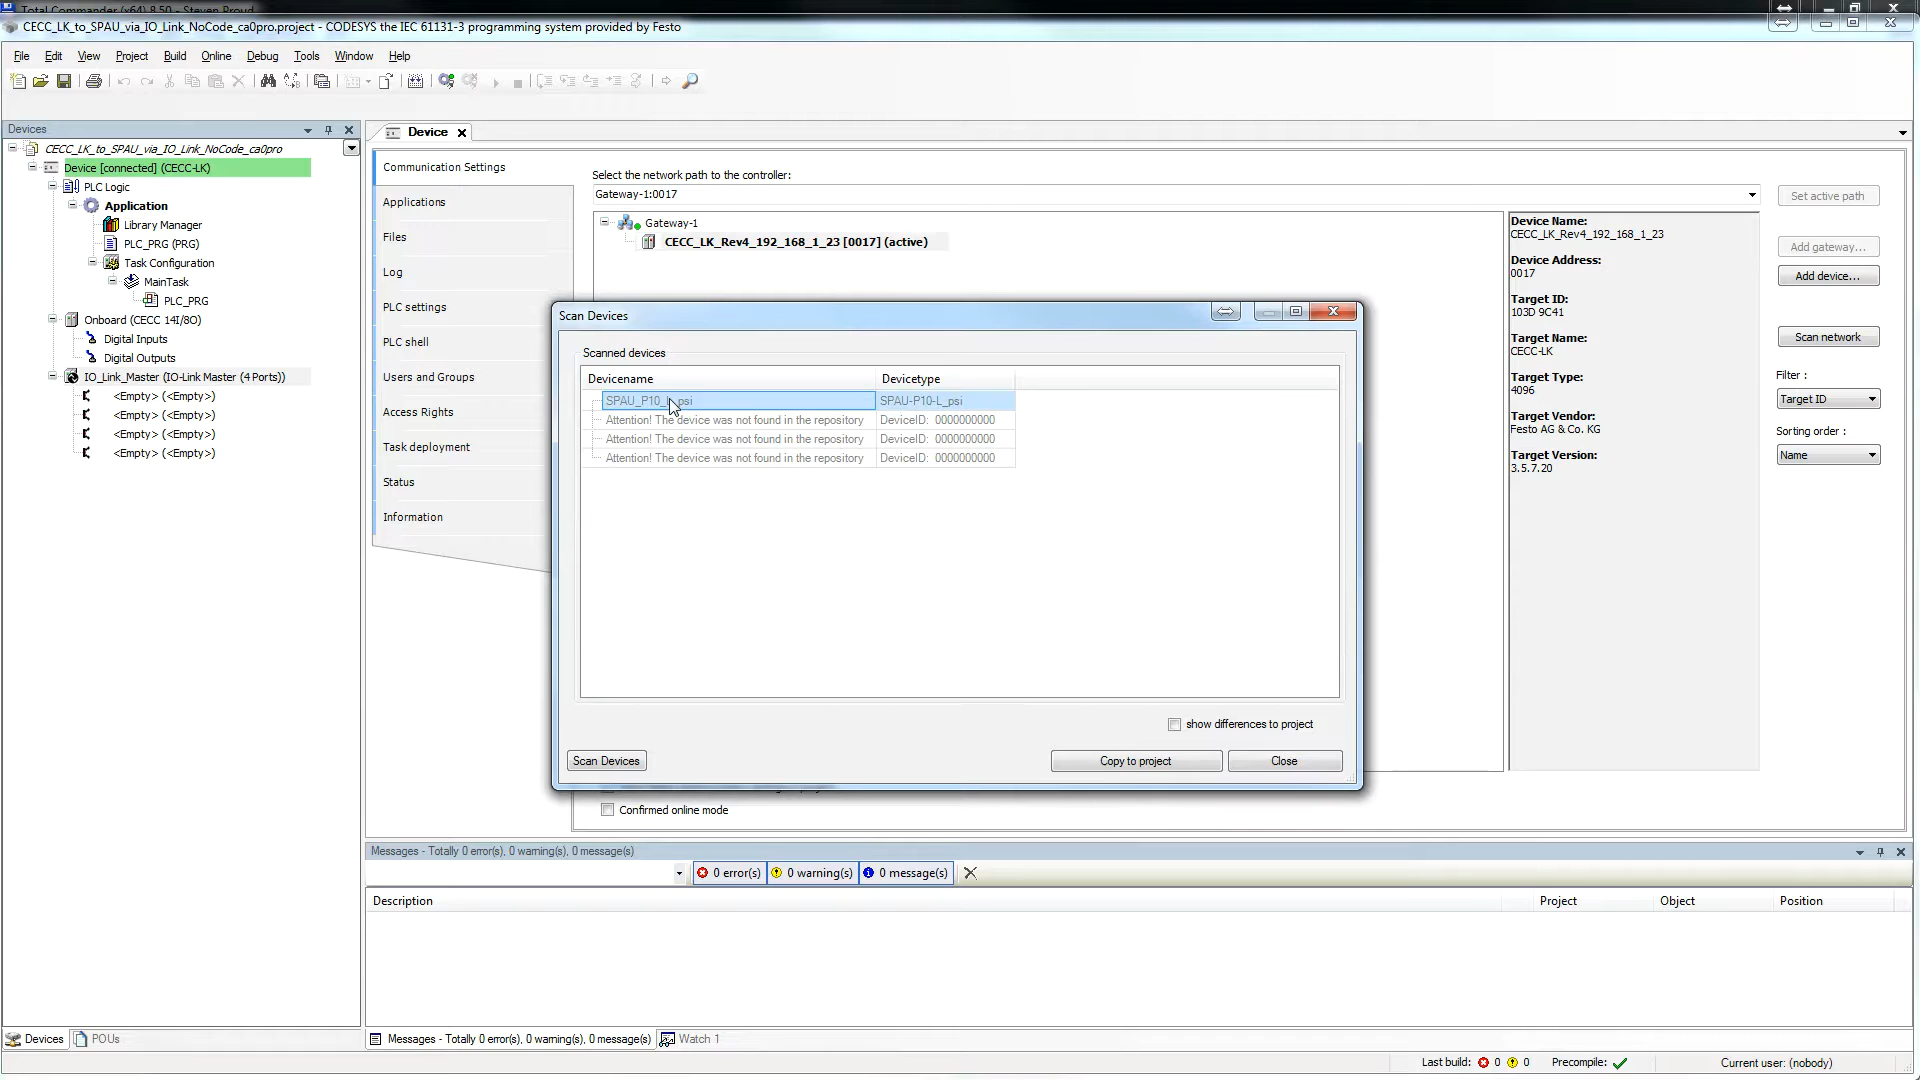 Total Commander (x64) 8.50 - Steven Proud
CECC_LK_to_SPAU_via_IO_Link_NoCode_ca0pro.project - CODESYS the IEC 61131-3 programming system provided by Festo
File Edit View Project Build Online Debug Tools Window Help
Devices
CECC_LK_to_SPAU_via_IO_Link_NoCode_ca0pro
Device [connected] (CECC-LK)
PLC Logic
Application
Library Manager
PLC_PRG (PRG)
Task Configuration
MainTask
PLC_PRG
Onboard (CECC 14I/8O)
Digital Inputs
Digital Outputs
IO_Link_Master (IO-Link Master (4 Ports))
<Empty> (<Empty>)
<Empty> (<Empty>)
<Empty> (<Empty>)
<Empty> (<Empty>)
Devices POUs
Device
Communication Settings
Applications
Files
Log
PLC settings
PLC shell
Users and Groups
Access Rights
Task deployment
Status
Information
Select the network path to the controller:
Gateway-1:0017
Gateway-1
CECC_LK_Rev4_192_168_1_23 [0017] (active)
Device Name:
CECC_LK_Rev4_192_168_1_23
Device Address:
0017
Target ID:
103D 9C41
Target Name:
CECC-LK
Target Type:
4096
Target Vendor:
Festo AG & Co. KG
Target Version:
3.5.7.20
Set active path
Add gateway...
Add device...
Scan network
Filter :
Target ID
Sorting order :
Name
Scan Devices
Scanned devices
Devicename Devicetype
SPAU_P10_ _psi SPAU-P10-L_psi
Attention! The device was not found in the repository DeviceID: 0000000000
Attention! The device was not found in the repository DeviceID: 0000000000
Attention! The device was not found in the repository DeviceID: 0000000000
show differences to project
Scan Devices Copy to project Close
Confirmed online mode
Messages - Totally 0 error(s), 0 warning(s), 0 message(s)
0 error(s) 0 warning(s) 0 message(s)
Description Project Object Position
Messages - Totally 0 error(s), 0 warning(s), 0 message(s) Watch 1
Last build: 0 0 Precompile: Current user: (nobody)